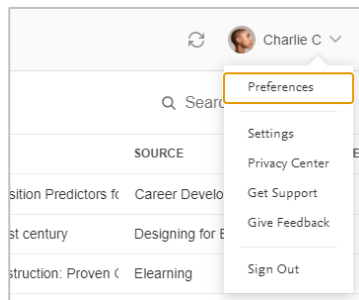 Charlie C
Preferences
Searc
SOURCE
Settings
Privacy Center
sition Predictors fo Career Develo
Get Support
st century Designing for E
Give Feedback
struction: Proven ( Elearning
Sign Out